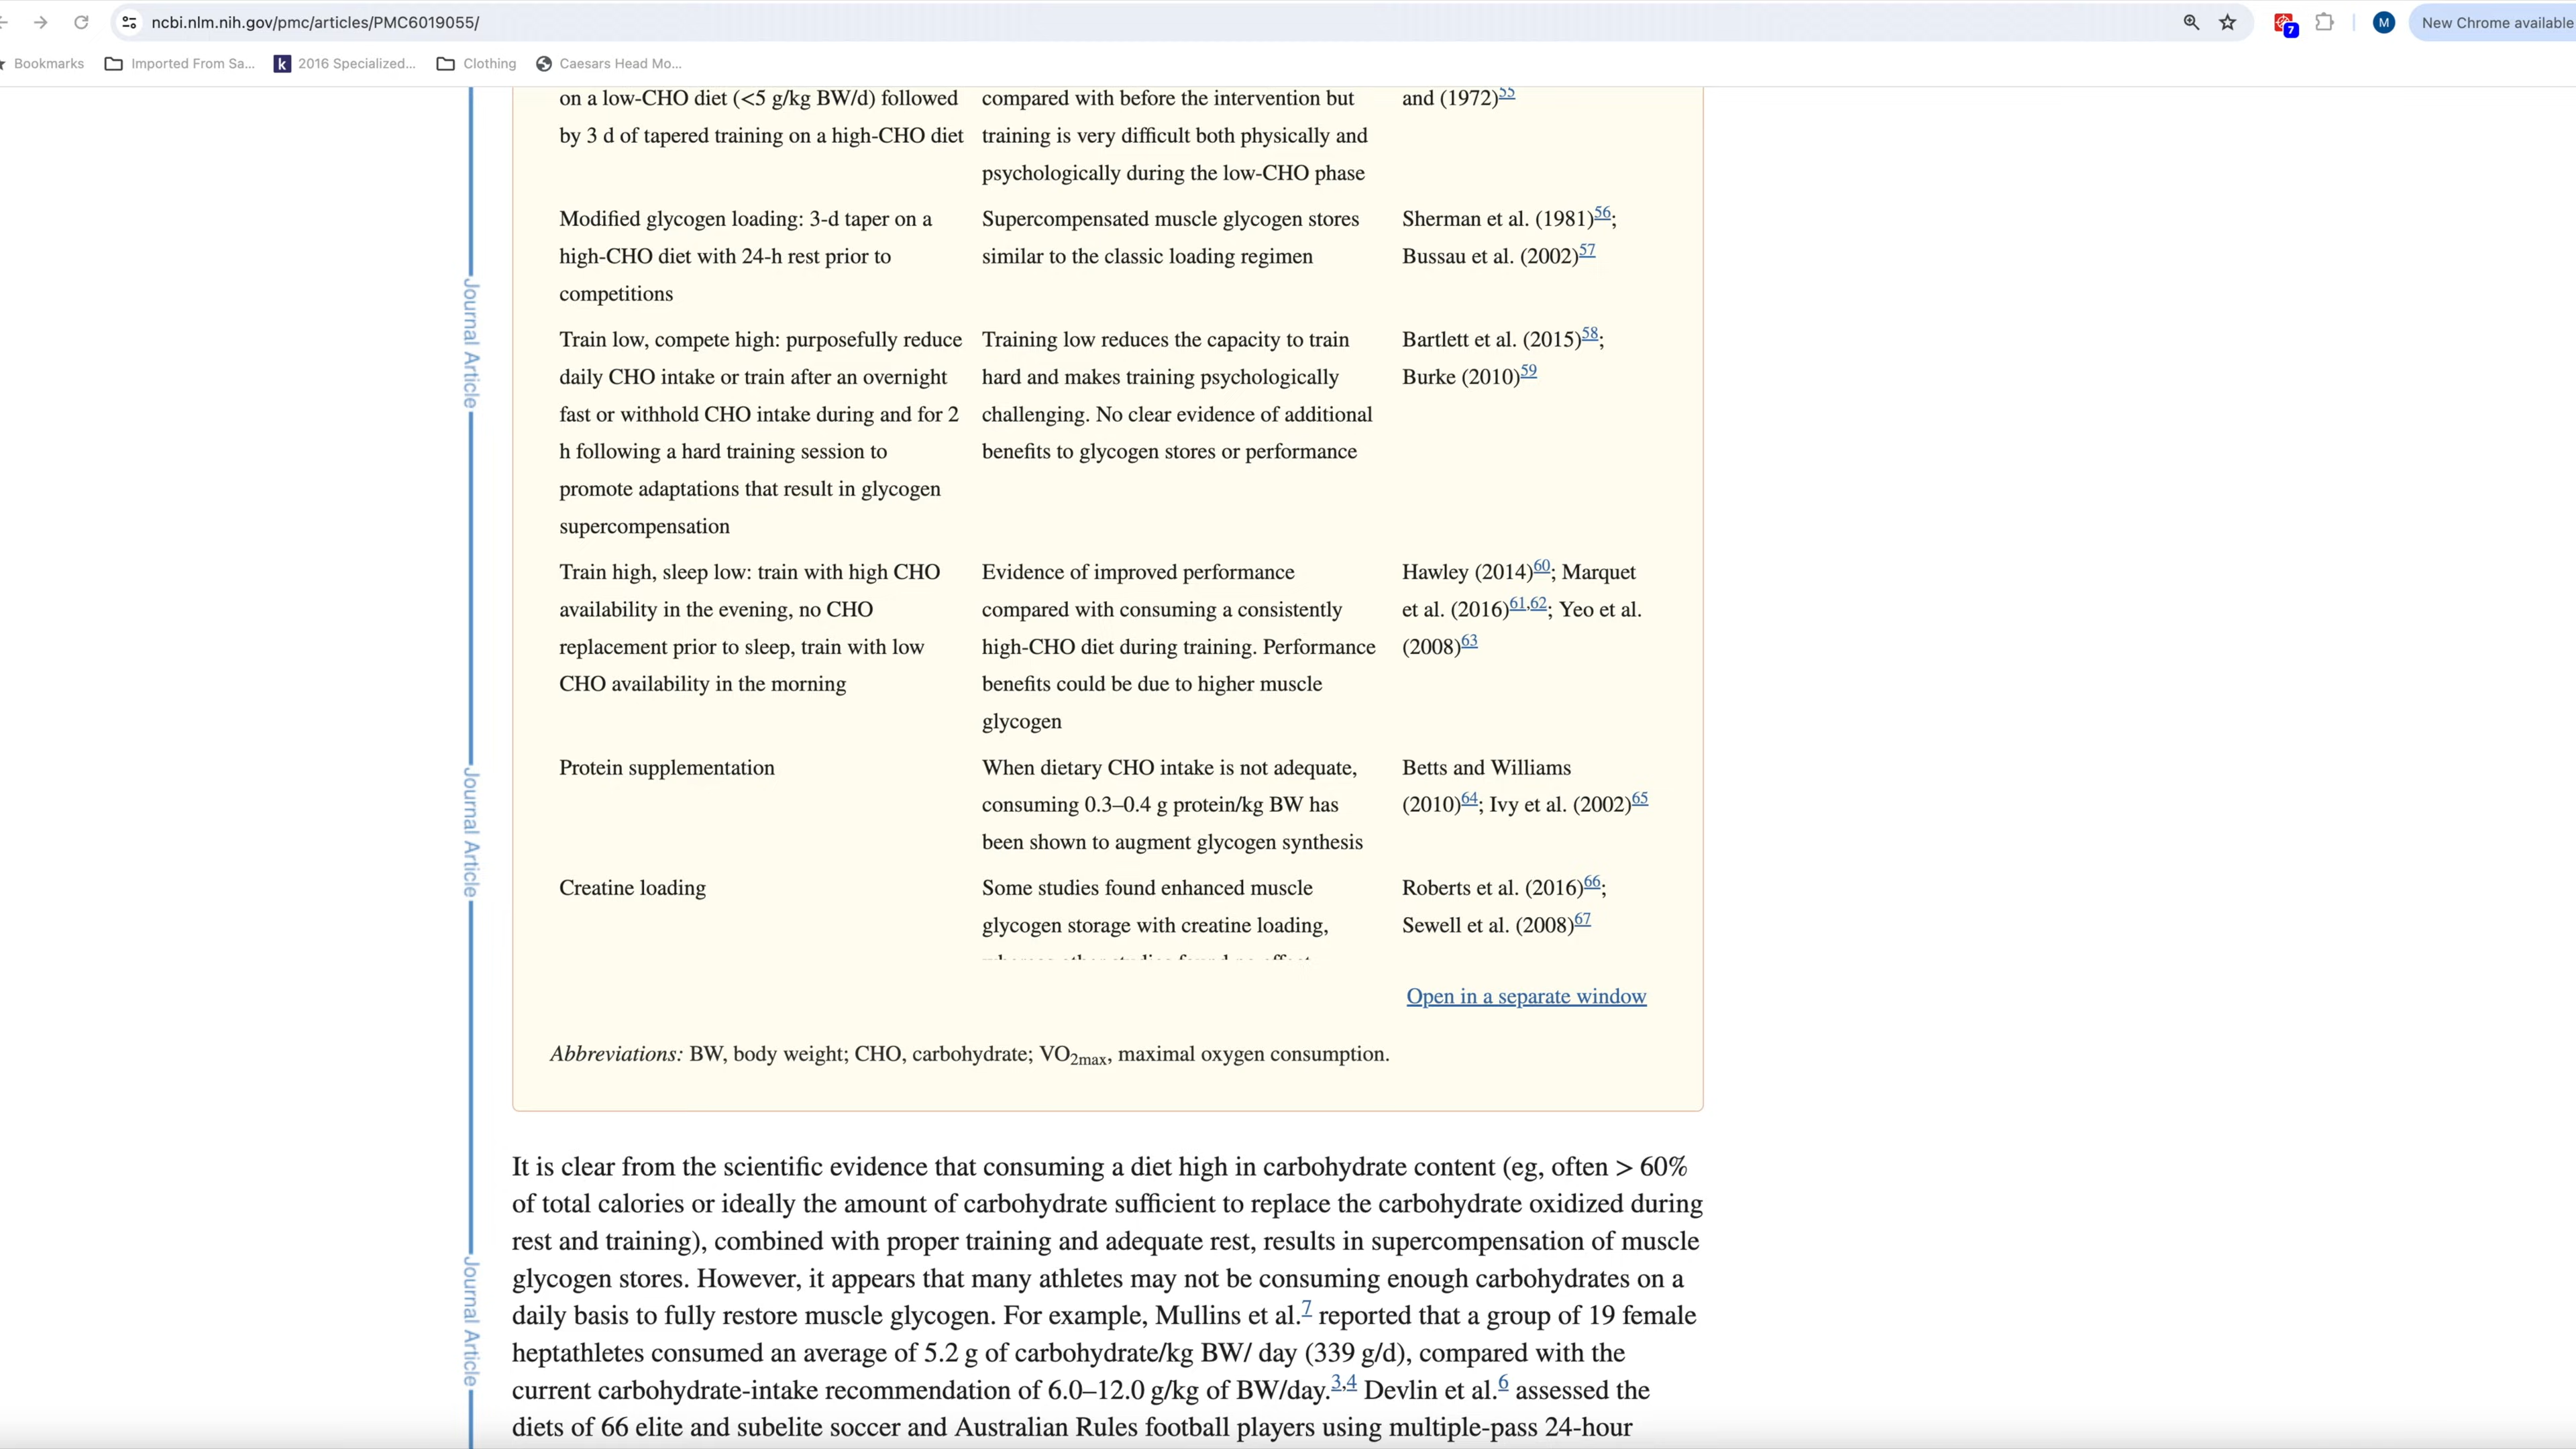 ncbi.nlm.nih.gov/pmc/articles/PMC6019055/
7
M
New Chrome available
Bookmarks
Imported From Sa...
k
2016 Specialized...
Clothing
Caesars Head Mo...
on a low-CHO diet (<5 g/kg BW/d) followed
by 3 d of tapered training on a high-CHO diet
compared with before the intervention but
training is very difficult both physically and
psychologically during the low-CHO phase
and (1972)55
Modified glycogen loading: 3-d taper on a
high-CHO diet with 24-h rest prior to
competitions
Supercompensated muscle glycogen stores
similar to the classic loading regimen
Sherman et al. (1981)56;
Bussau et al. (2002)57
Train low, compete high: purposefully reduce
daily CHO intake or train after an overnight
fast or withhold CHO intake during and for 2
h following a hard training session to
promote adaptations that result in glycogen
supercompensation
Training low reduces the capacity to train
hard and makes training psychologically
challenging. No clear evidence of additional
benefits to glycogen stores or performance
Bartlett et al. (2015)58;
Burke (2010)59
Train high, sleep low: train with high CHO
availability in the evening, no CHO
replacement prior to sleep, train with low
CHO availability in the morning
Evidence of improved performance
compared with consuming a consistently
high-CHO diet during training. Performance
benefits could be due to higher muscle
glycogen
Hawley (2014)60; Marquet
et al. (2016)61,62; Yeo et al.
(2008)63
Protein supplementation
When dietary CHO intake is not adequate,
consuming 0.3–0.4 g protein/kg BW has
been shown to augment glycogen synthesis
Betts and Williams
(2010)64; Ivy et al. (2002)65
Creatine loading
Some studies found enhanced muscle
glycogen storage with creatine loading,
whereas other studies found no effect
Roberts et al. (2016)66;
Sewell et al. (2008)67
Open in a separate window
Abbreviations: BW, body weight; CHO, carbohydrate; VO2max, maximal oxygen consumption.
It is clear from the scientific evidence that consuming a diet high in carbohydrate content (eg, often > 60%
of total calories or ideally the amount of carbohydrate sufficient to replace the carbohydrate oxidized during
rest and training), combined with proper training and adequate rest, results in supercompensation of muscle
glycogen stores. However, it appears that many athletes may not be consuming enough carbohydrates on a
daily basis to fully restore muscle glycogen. For example, Mullins et al.7 reported that a group of 19 female
heptathletes consumed an average of 5.2 g of carbohydrate/kg BW/ day (339 g/d), compared with the
current carbohydrate-intake recommendation of 6.0–12.0 g/kg of BW/day.3,4 Devlin et al.6 assessed the
diets of 66 elite and subelite soccer and Australian Rules football players using multiple-pass 24-hour
Journal Article
Journal Article
Journal Article